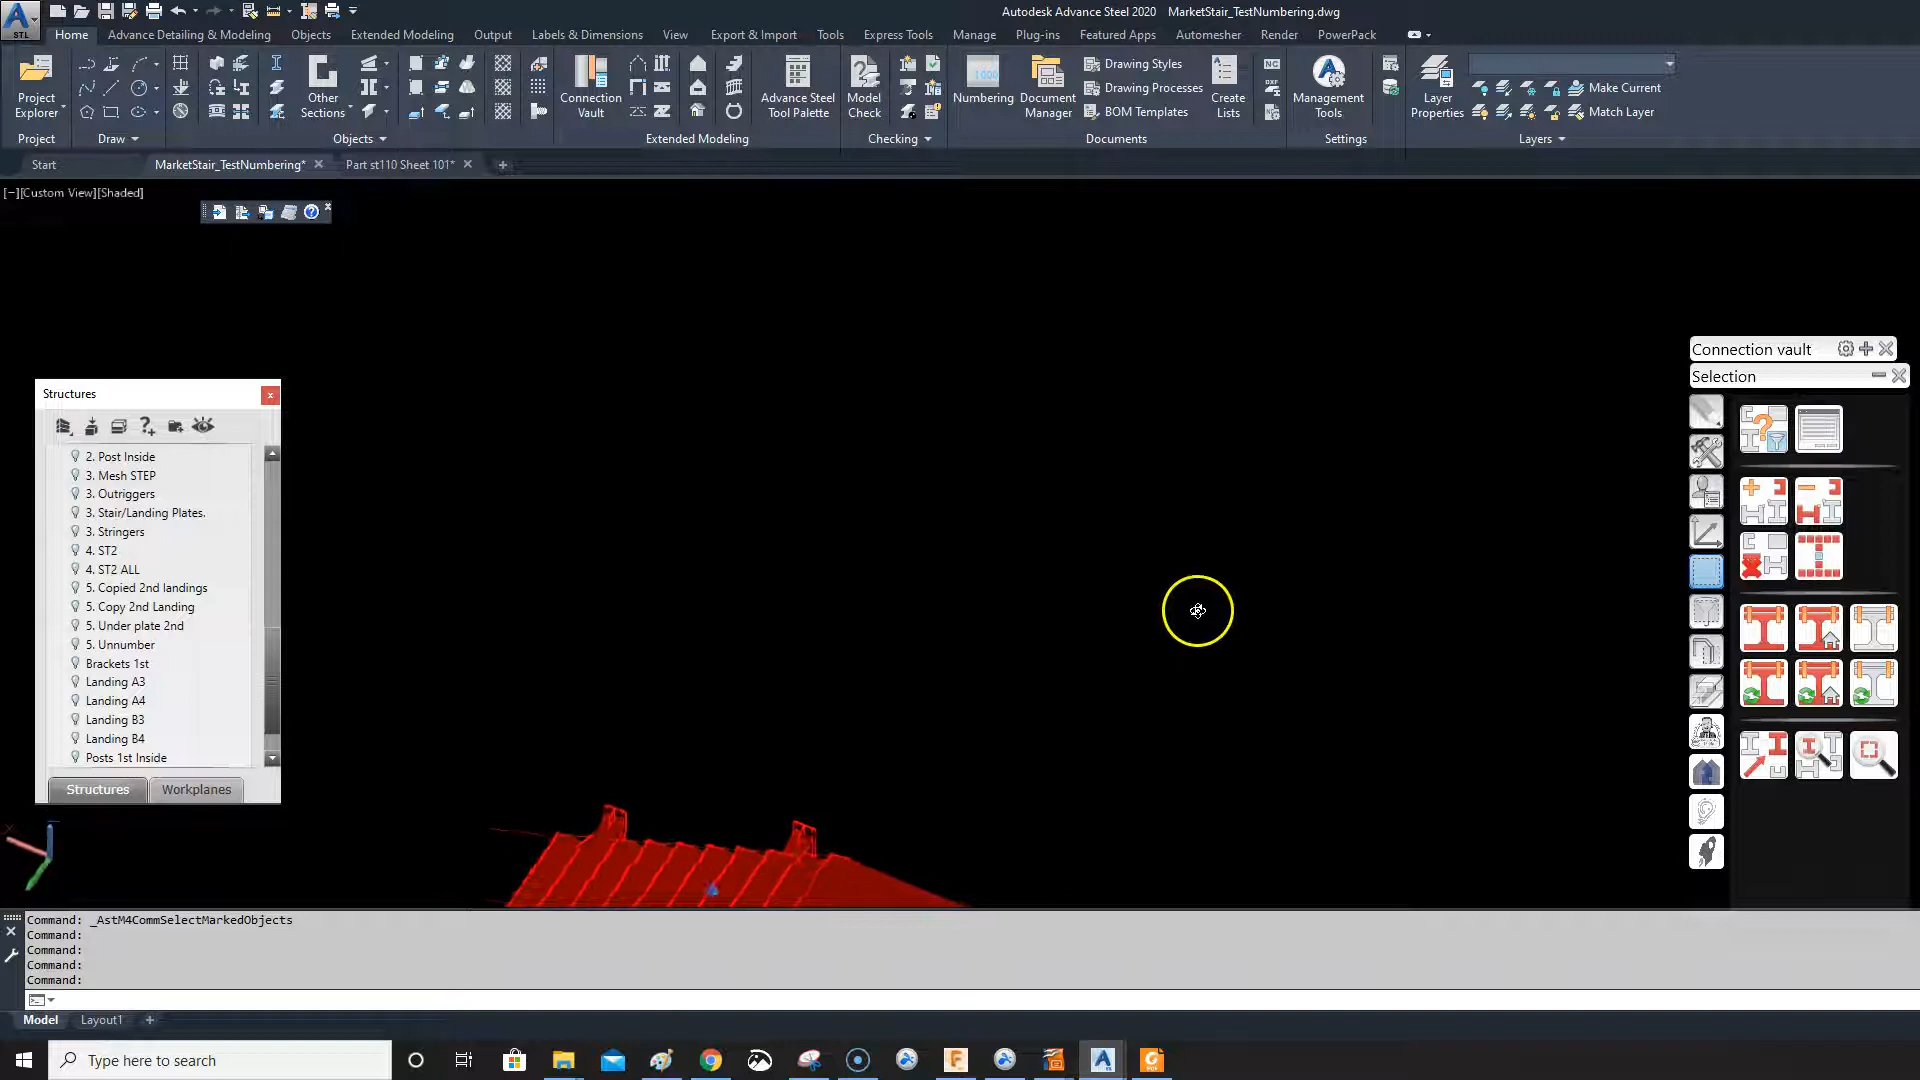 Autodesk Advance Steel 2020 MarketStair_TestNumbering.dwg
STL
Home Advance Detailing & Modeling Objects Extended Modeling Output Labels & Dimensions View Export & Import Tools Express Tools Manage Plug-ins Featured Apps Automesher Render PowerPack
Project Explorer
Other Sections
Connection Vault
Advance Steel Tool Palette
Model Check
Numbering
Document Manager
Drawing Styles
Drawing Processes
BOM Templates
Create Lists
NC
Management Tools
Layer Properties
Make Current
Match Layer
Project Draw Objects Extended Modeling Checking Documents Settings Layers
Start MarketStair_TestNumbering* Part st110 Sheet 101*
[−][Custom View][Shaded]
Connection vault
Selection
Structures
2. Post Inside
3. Mesh STEP
3. Outriggers
3. Stair/Landing Plates.
3. Stringers
4. ST2
4. ST2 ALL
5. Copied 2nd landings
5. Copy 2nd Landing
5. Under plate 2nd
5. Unnumber
Brackets 1st
Landing A3
Landing A4
Landing B3
Landing B4
Posts 1st Inside
Structures Workplanes
Command: _AstM4CommSelectMarkedObjects
Command:
Command:
Command:
Command:
Model Layout1
Type here to search